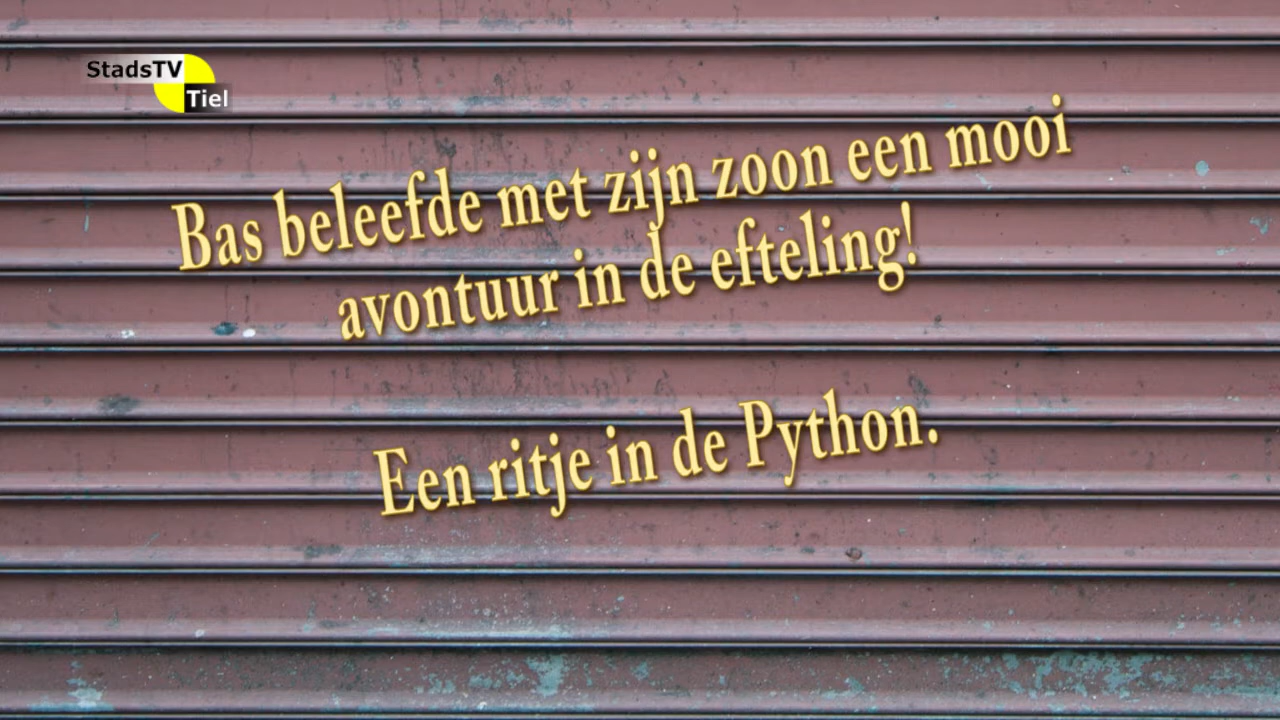 StadsTV
Tiel
Bas beleefde met zijn zoon een mooi
avontuur in de efteling!
Een ritje in de Python.